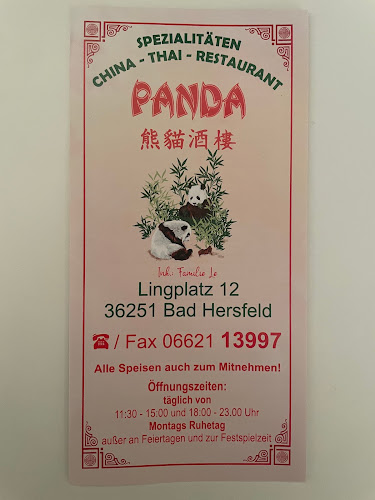 SPEZIALITÄTEN
CHINA - THAI - RESTAURANT
PANDA
熊貓酒樓
Inh.: Familie Le
Lingplatz 12
36251 Bad Hersfeld
☎ / Fax 06621 13997
Alle Speisen auch zum Mitnehmen!
Öffnungszeiten:
täglich von
11:30 - 15:00 und 18:00 - 23.00 Uhr
Montags Ruhetag
außer an Feiertagen und zur Festspielzeit